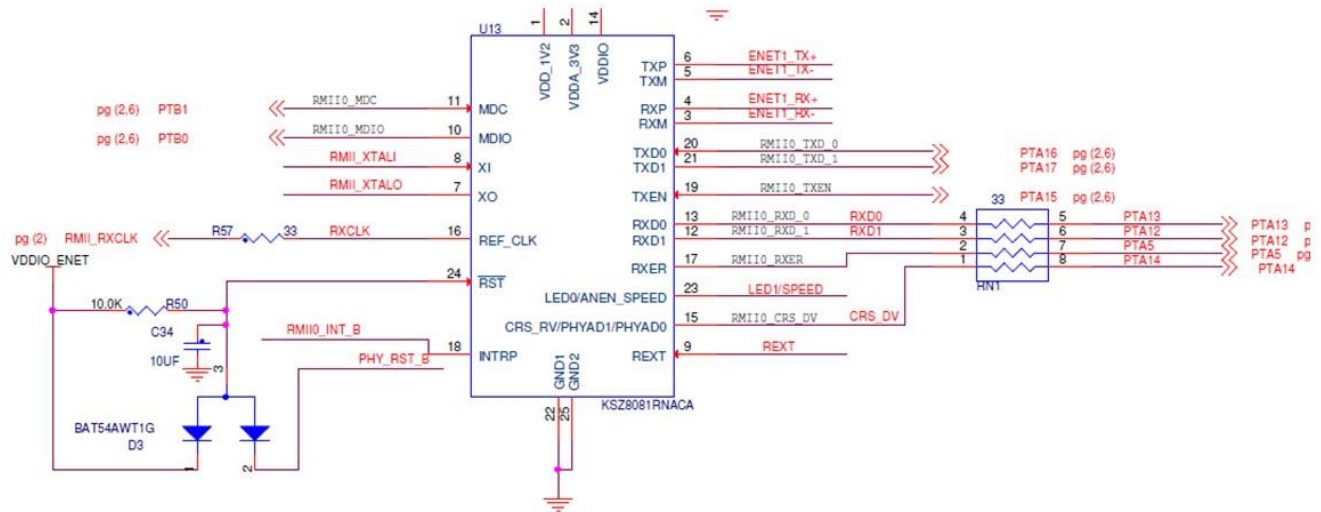 U13
1
2
14
VDD_1V2
VDDA_3V3
VDDIO
TXP
6
ENET1_TX+
TXM
5
ENET1_TX-
pg (2,6) PTB1
RMII0_MDC
11
MDC
RXP
4
ENET1_RX+
RXM
3
ENET1_RX-
pg (2,6) PTB0
RMII0_MDIO
10
MDIO
TXD0
20
RMII0_TXD_0
PTA16 pg (2,6)
RMII_XTALI
8
XI
TXD1
21
RMII0_TXD_1
PTA17 pg (2,6)
RMII_XTALO
7
XO
TXEN
19
RMII0_TXEN
PTA15 pg (2,6)
33
RXD0
13
RMII0_RXD_0
RXD0
4
5
PTA13
PTA13 p
pg (2) RMII_RXCLK
R57
33
RXCLK
16
REF_CLK
RXD1
12
RMII0_RXD_1
RXD1
3
6
PTA12
PTA12 p
2
7
PTA5
PTA5 pg
VDDIO_ENET
RXER
17
RMII0_RXER
1
8
PTA14
PTA14
24
RST
RN1
10.0K
R50
LED0/ANEN_SPEED
23
LED1/SPEED
C34
10UF
RMII0_INT_B
CRS_RV/PHYAD1/PHYAD0
15
RMII0_CRS_DV
CRS_DV
PHY_RST_B
18
INTRP
REXT
9
REXT
3
GND1
GND2
22
25
KSZ8081RNACA
BAT54AWT1G
D3
1
2